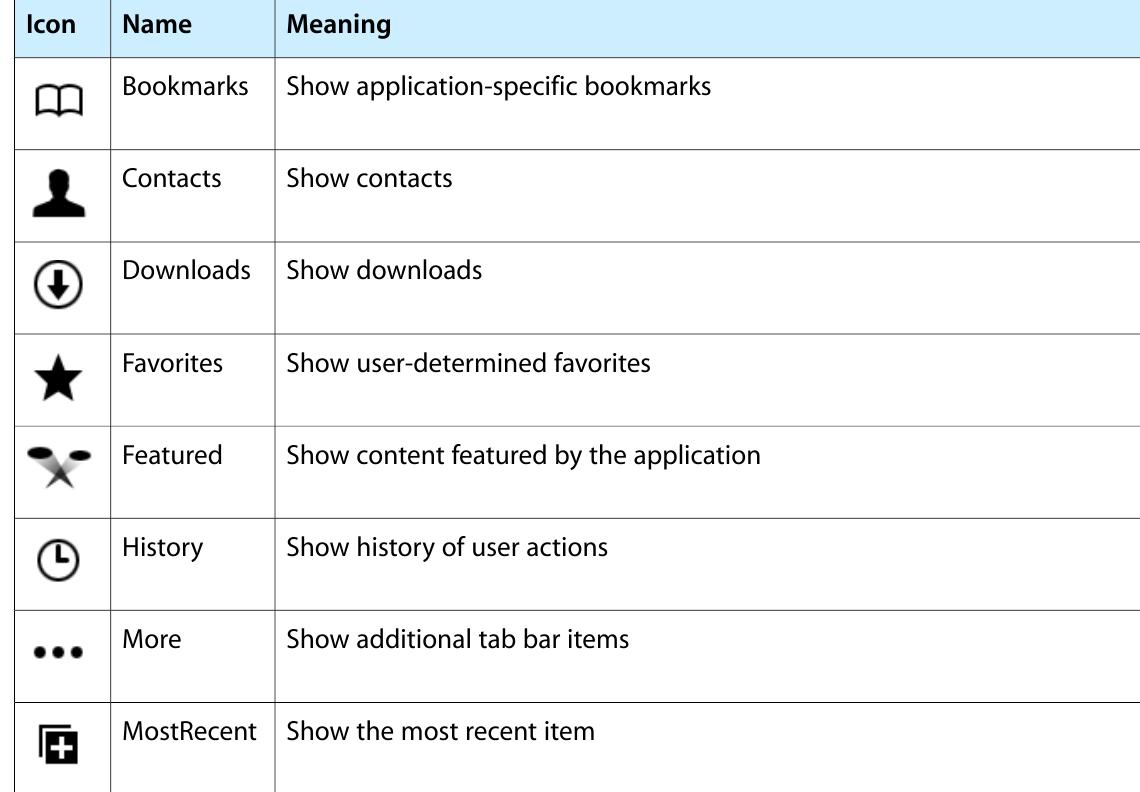 Icon Name Meaning
Bookmarks Show application-specific bookmarks
Contacts Show contacts
Downloads Show downloads
Favorites Show user-determined favorites
Featured Show content featured by the application
History Show history of user actions
More Show additional tab bar items
MostRecent Show the most recent item